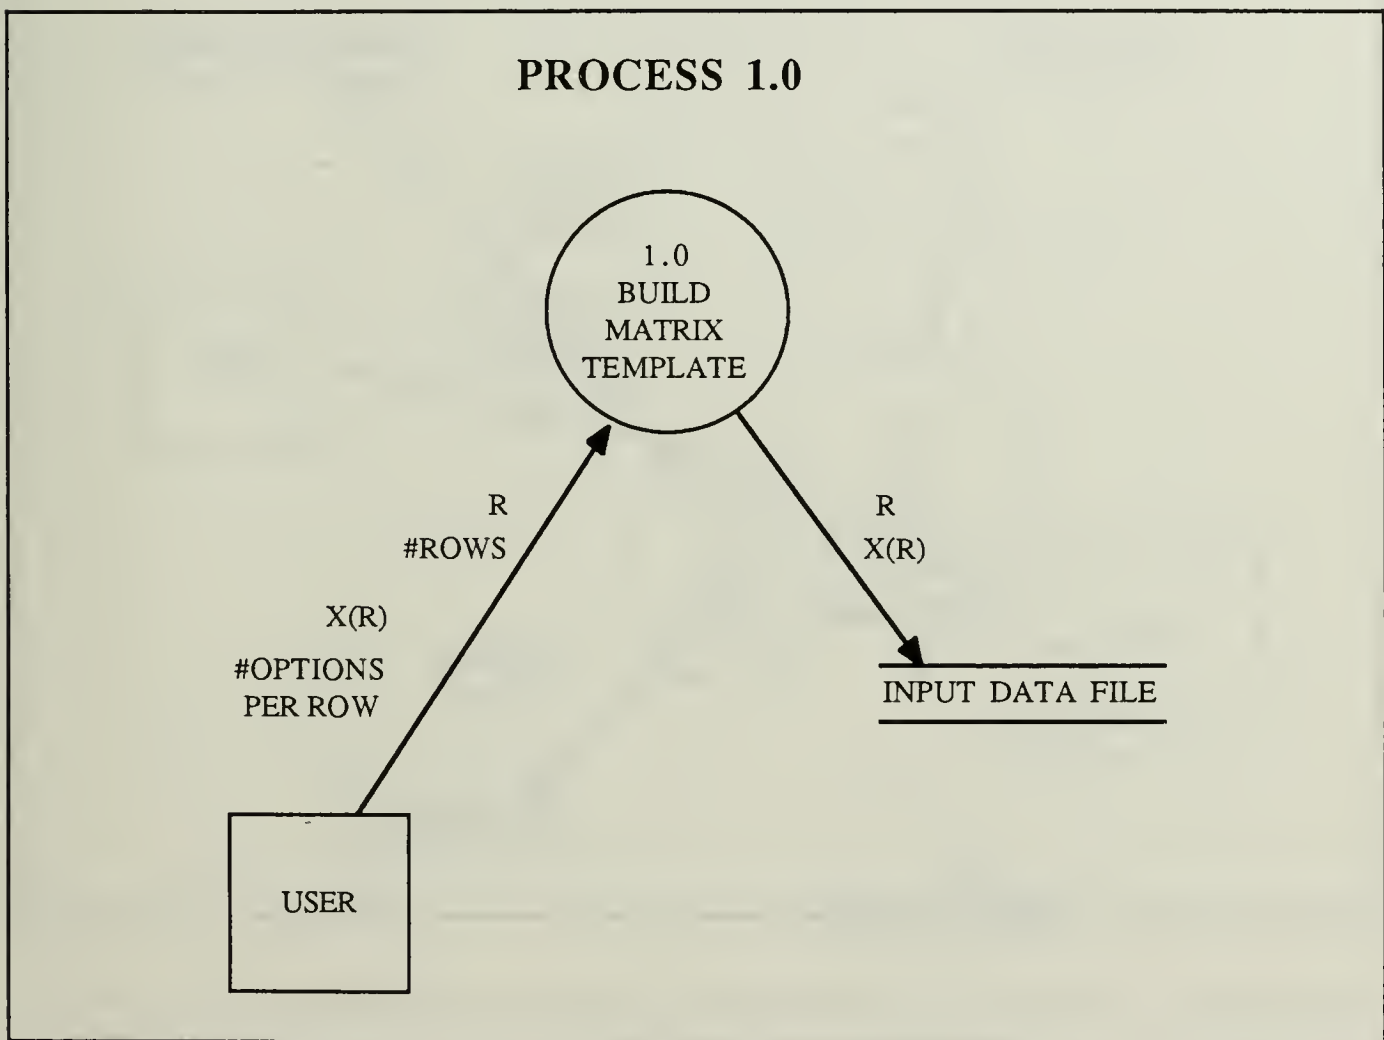 PROCESS 1.0
1.0
BUILD
MATRIX
TEMPLATE
R
#ROWS
R
X(R)
X(R)
#OPTIONS
PER ROW
INPUT DATA FILE
USER